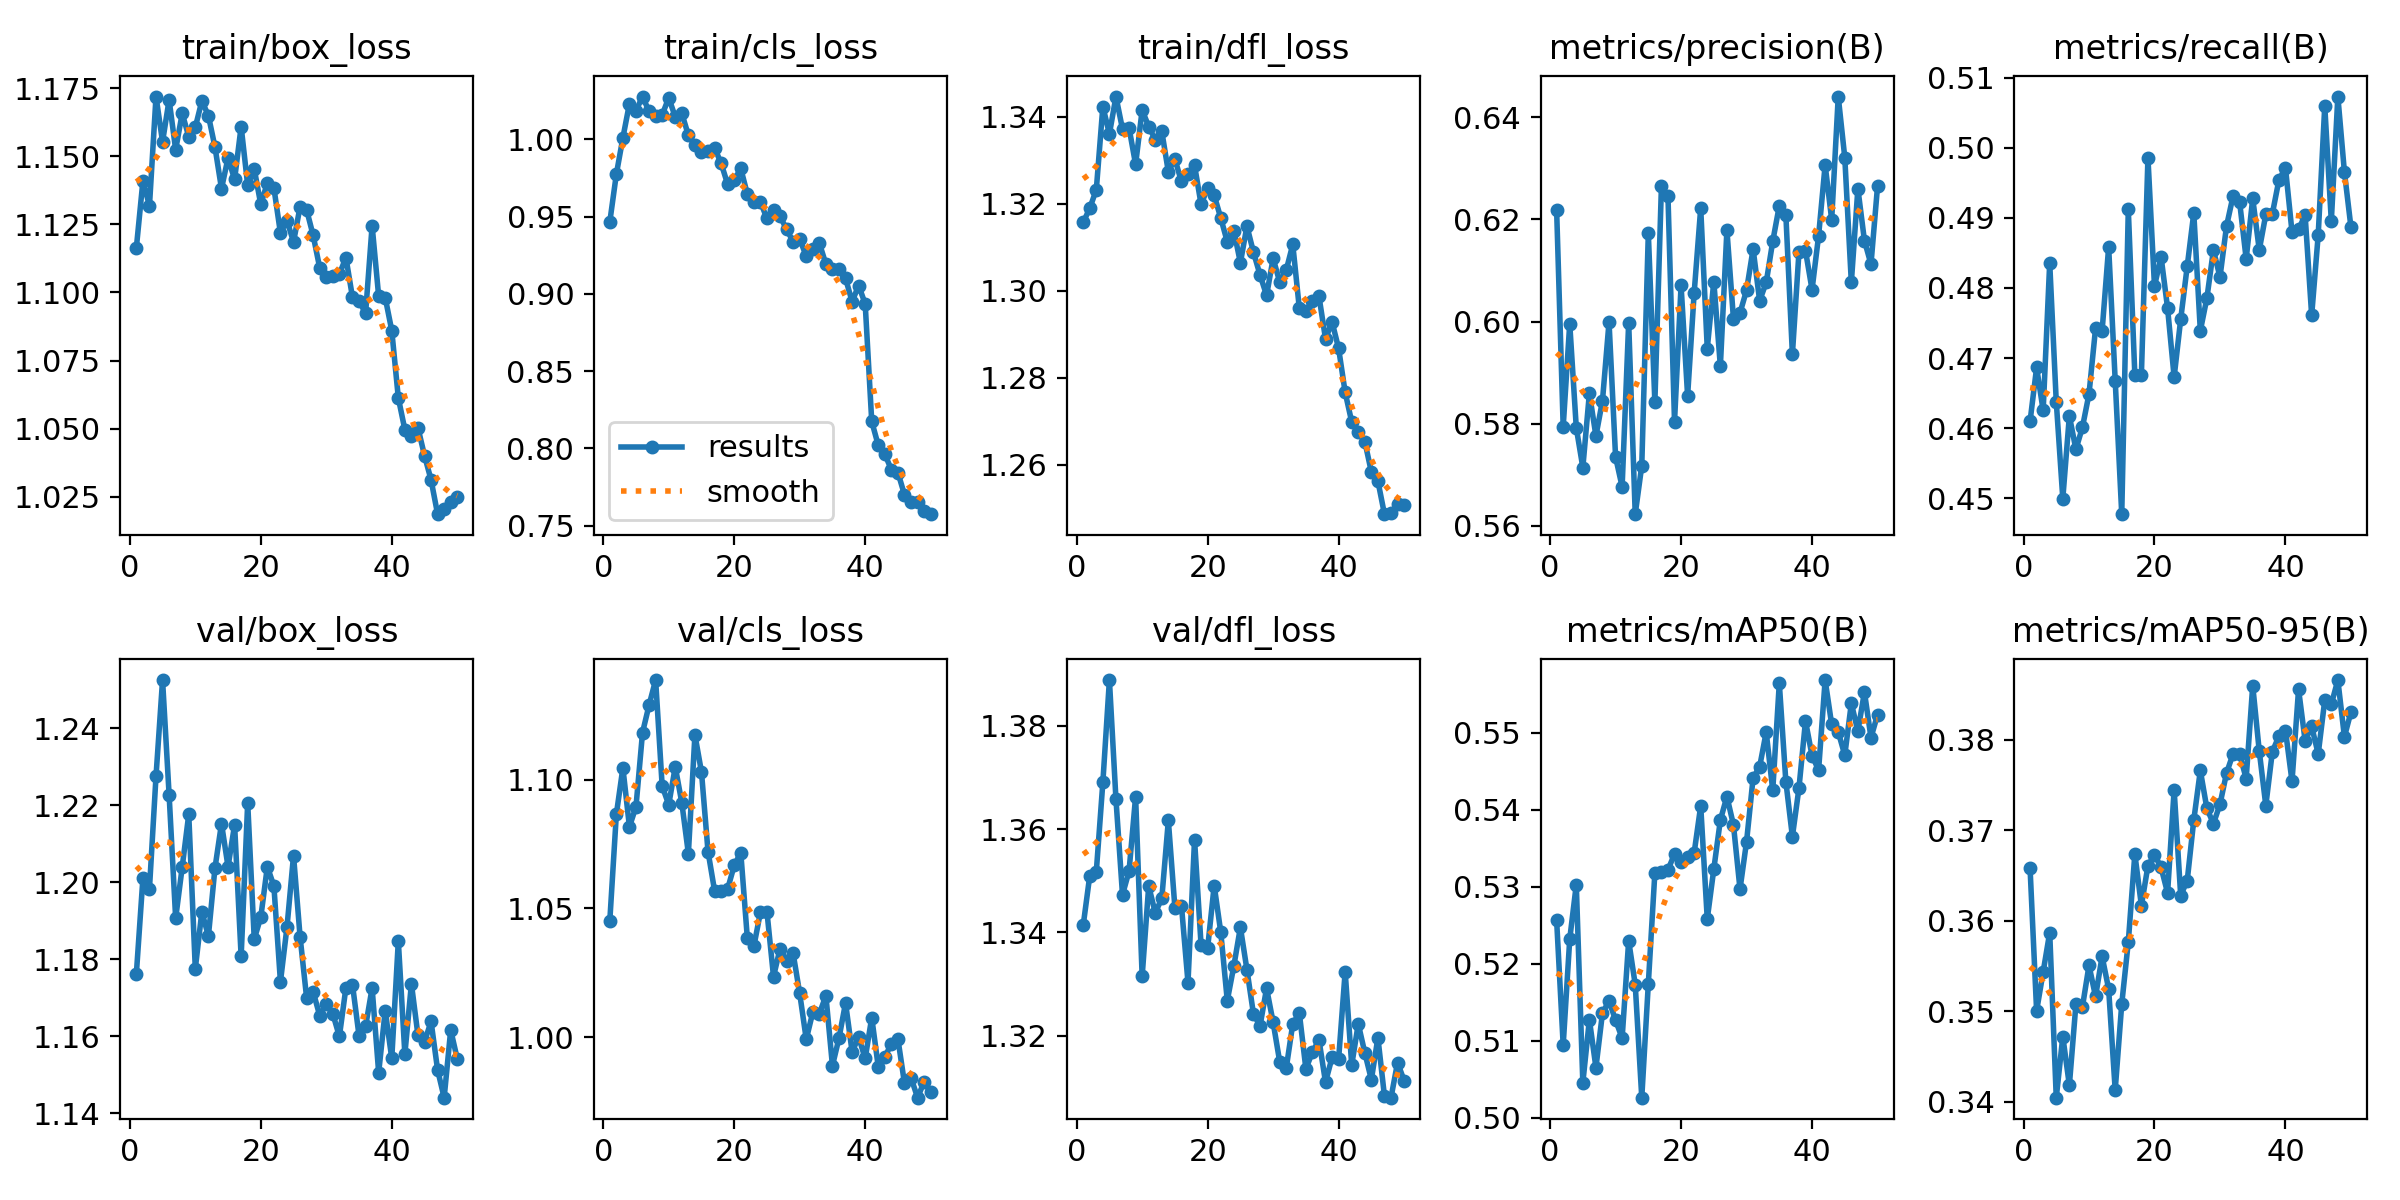 train/box_loss
1.175
1.150
1.125
1.100
1.075
1.050
1.025
0 20 40
train/cls_loss
1.00
0.95
0.90
0.85
0.80
0.75
results
smooth
0 20 40
train/dfl_loss
1.34
1.32
1.30
1.28
1.26
0 20 40
metrics/precision(B)
0.64
0.62
0.60
0.58
0.56
0 20 40
metrics/recall(B)
0.51
0.50
0.49
0.48
0.47
0.46
0.45
0 20 40
val/box_loss
1.24
1.22
1.20
1.18
1.16
1.14
0 20 40
val/cls_loss
1.10
1.05
1.00
0 20 40
val/dfl_loss
1.38
1.36
1.34
1.32
0 20 40
metrics/mAP50(B)
0.55
0.54
0.53
0.52
0.51
0.50
0 20 40
metrics/mAP50-95(B)
0.38
0.37
0.36
0.35
0.34
0 20 40